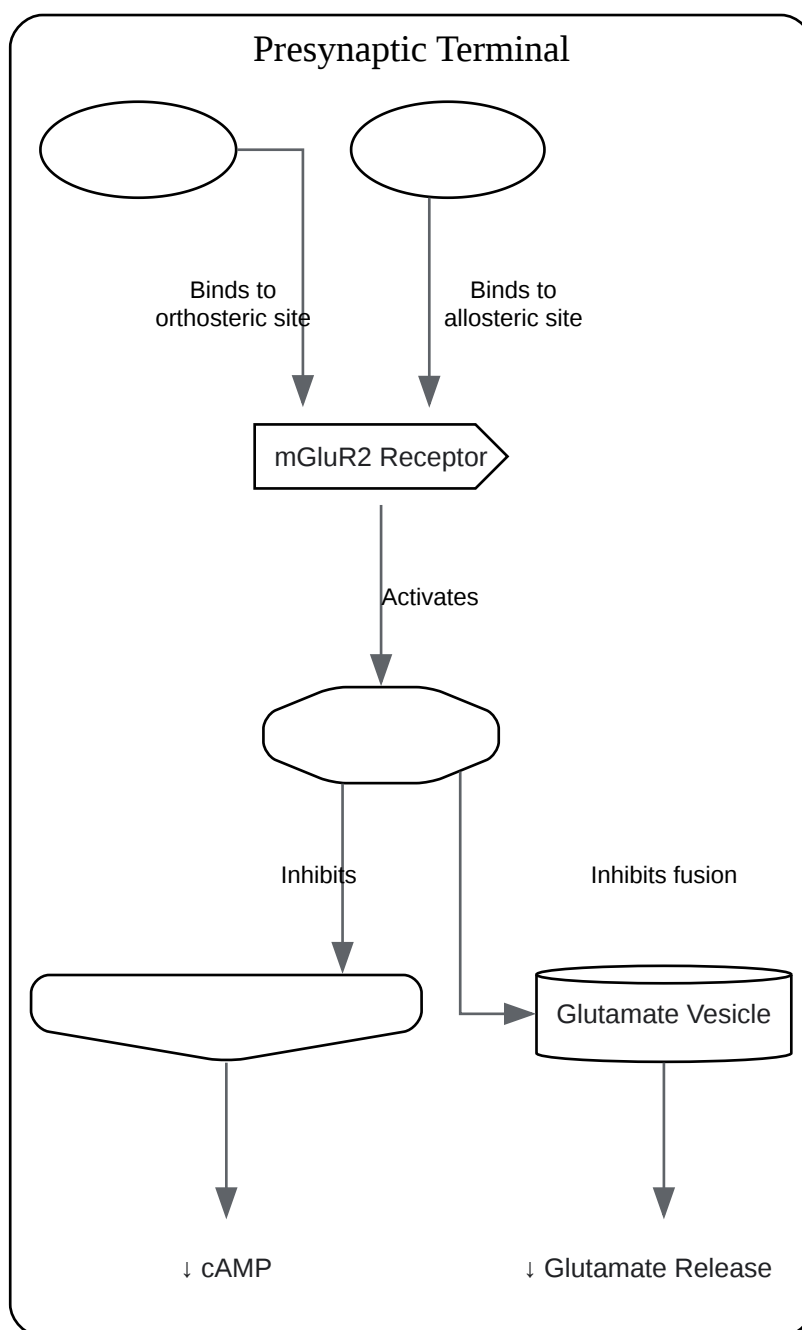 Presynaptic Terminal
Binds to
orthosteric site
Binds to
allosteric site
mGluR2 Receptor
Activates
Inhibits
Inhibits fusion
Glutamate Vesicle
↓ cAMP
↓ Glutamate Release